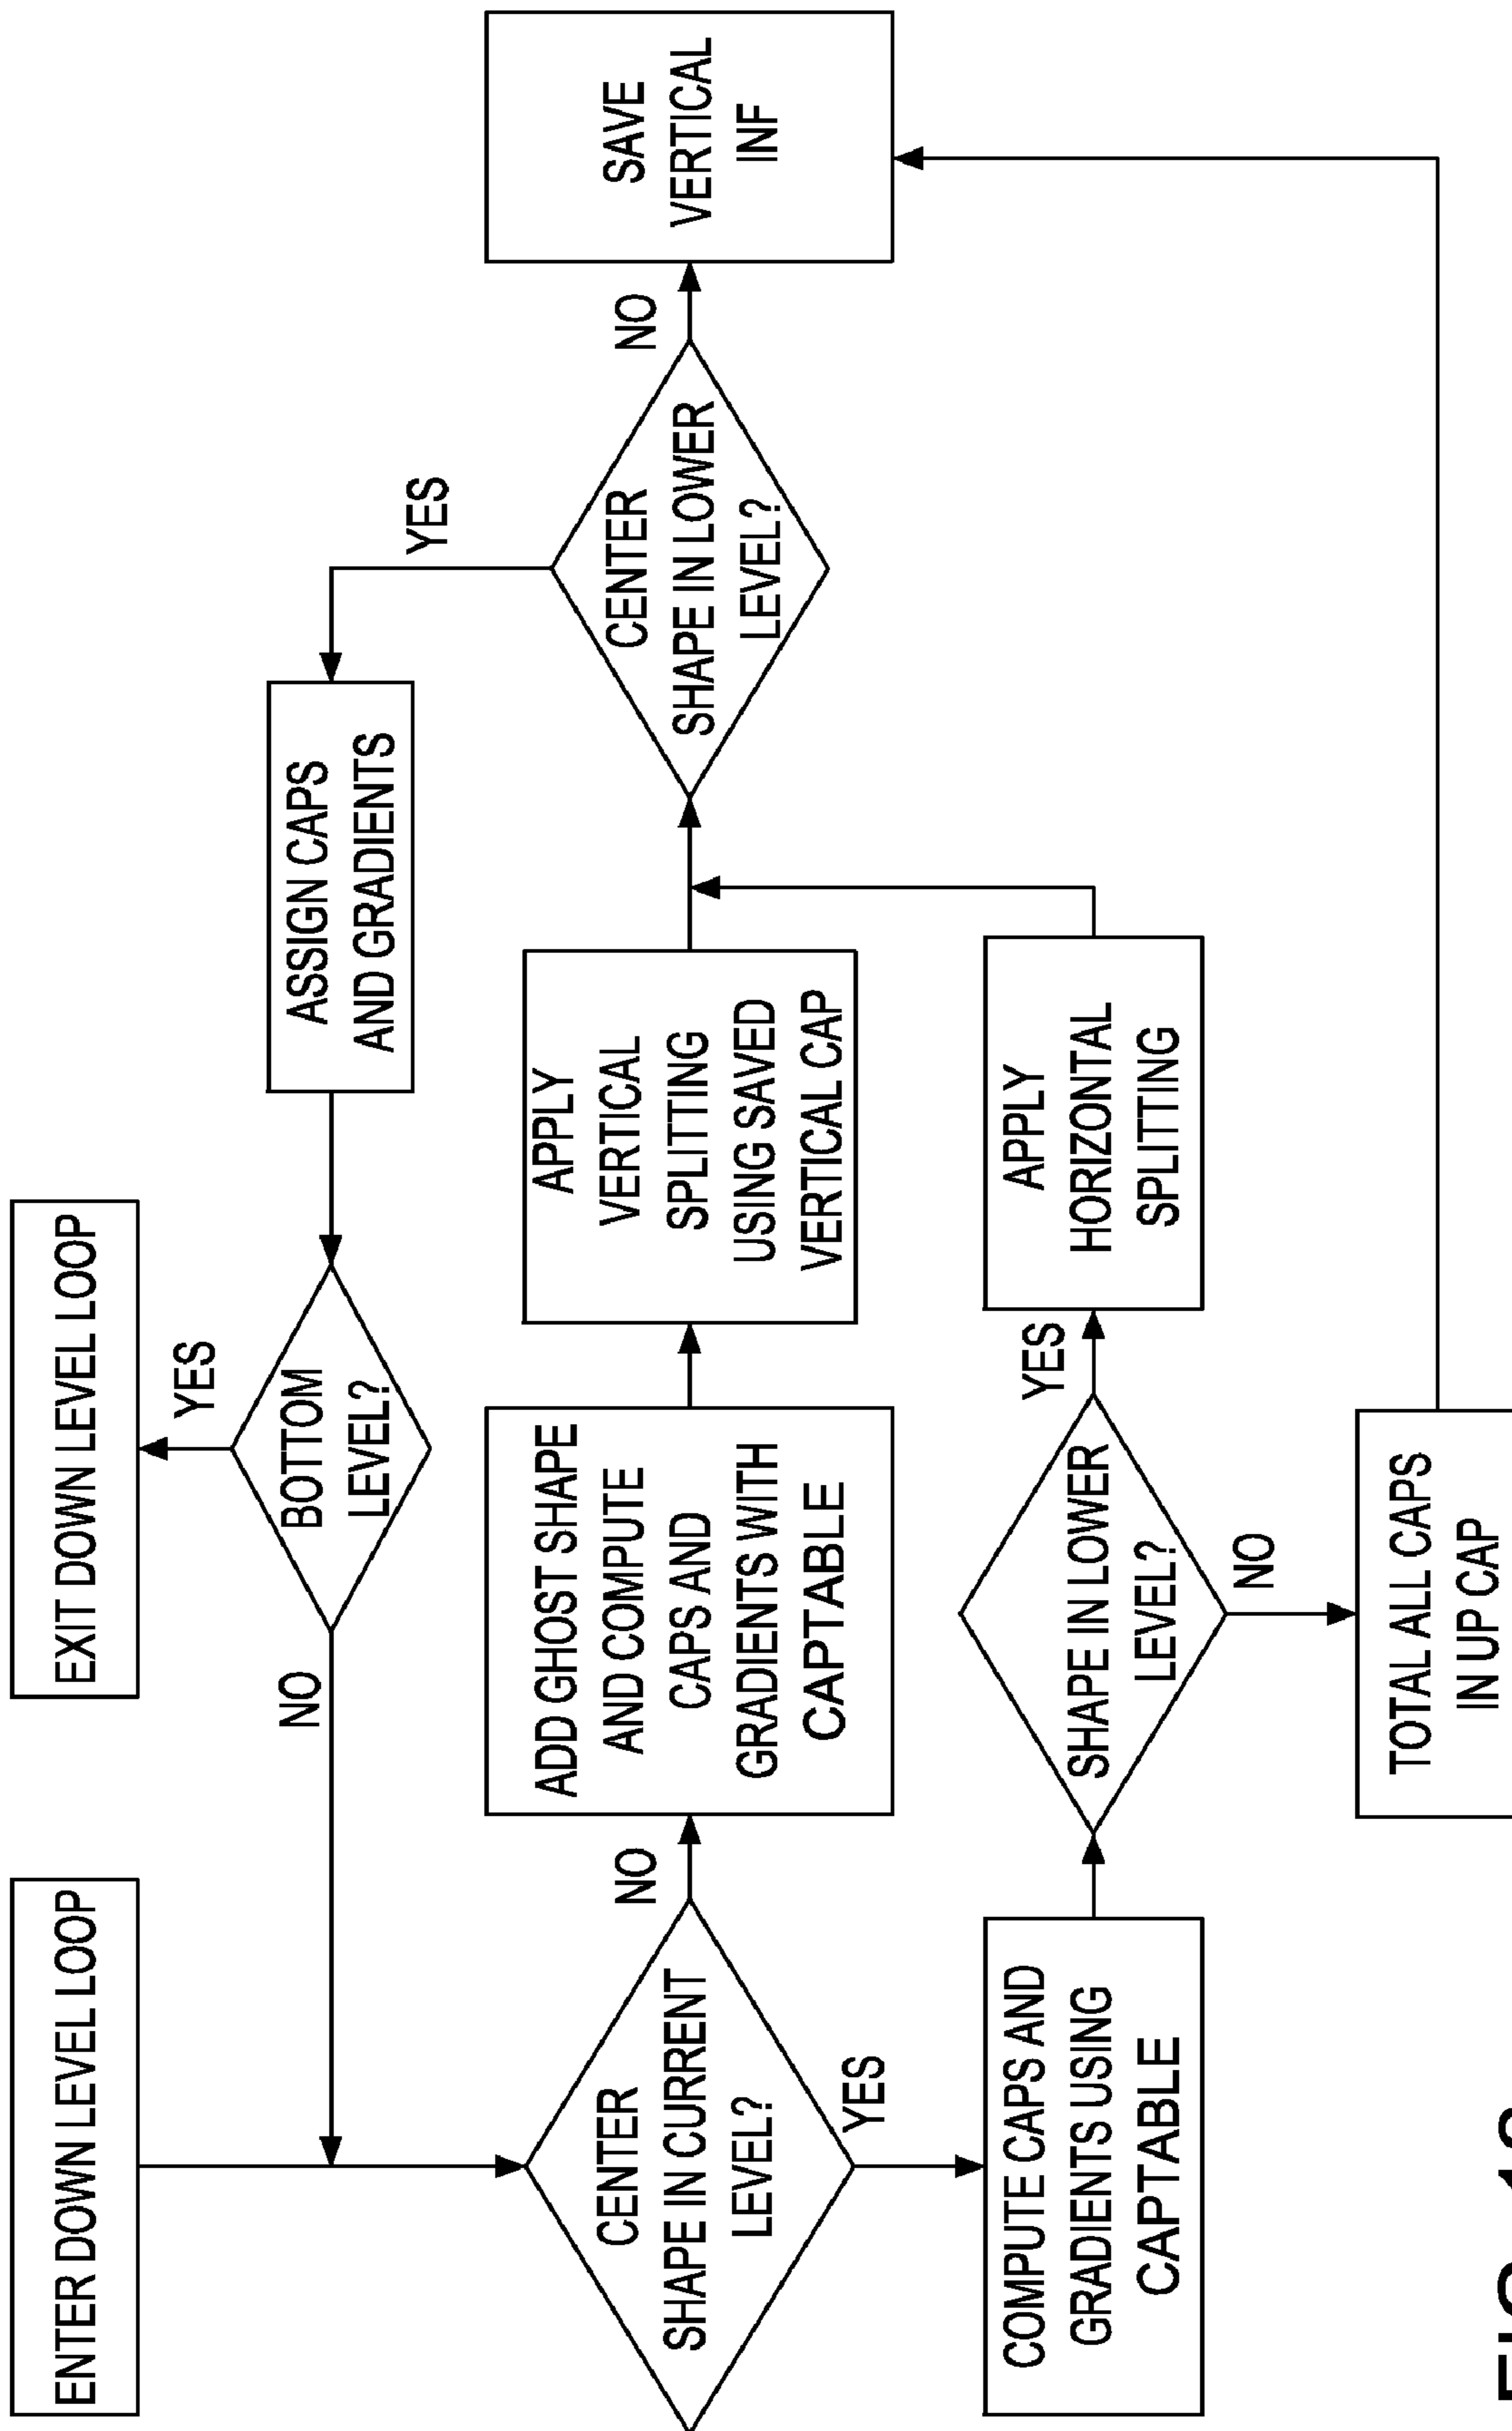 ENTER DOWN LEVEL LOOP
EXIT DOWN LEVEL LOOP
NO
BOTTOM
LEVEL?
YES
ASSIGN CAPS
AND GRADIENTS
YES
CENTER
SHAPE IN CURRENT
LEVEL?
NO
YES
ADD GHOST SHAPE
AND COMPUTE
CAPS AND
GRADIENTS WITH
CAPTABLE
APPLY
VERTICAL
SPLITTING
USING SAVED
VERTICAL CAP
CENTER
SHAPE IN LOWER
LEVEL?
NO
SAVE
VERTICAL
INF
COMPUTE CAPS AND
GRADIENTS USING
CAPTABLE
SHAPE IN LOWER
LEVEL?
YES
NO
APPLY
HORIZONTAL
SPLITTING
TOTAL ALL CAPS
IN UP CAP